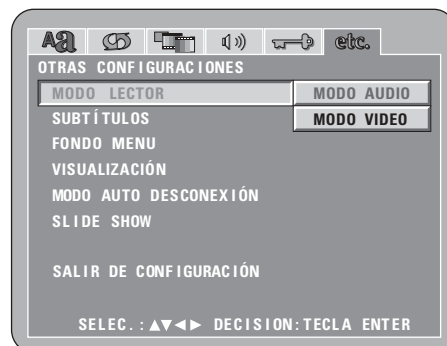 Aa etc.
OTRAS CONFIGURACIONES
MODO LECTOR MODO AUDIO
SUBTÍTULOS MODO VIDEO
FONDO MENU
VISUALIZACIÓN
MODO AUTO DESCONEXIÓN
SLIDE SHOW
SALIR DE CONFIGURACIÓN
SELEC.:▲▼◀▶ DECISION:TECLA ENTER